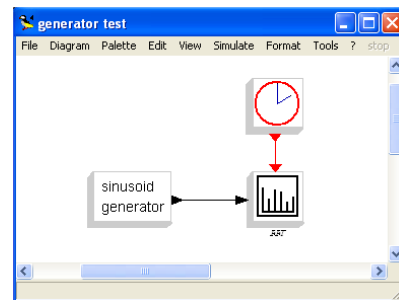 generator test
File Diagram Palette Edit View Simulate Format Tools ? stop
sinusoid
generator